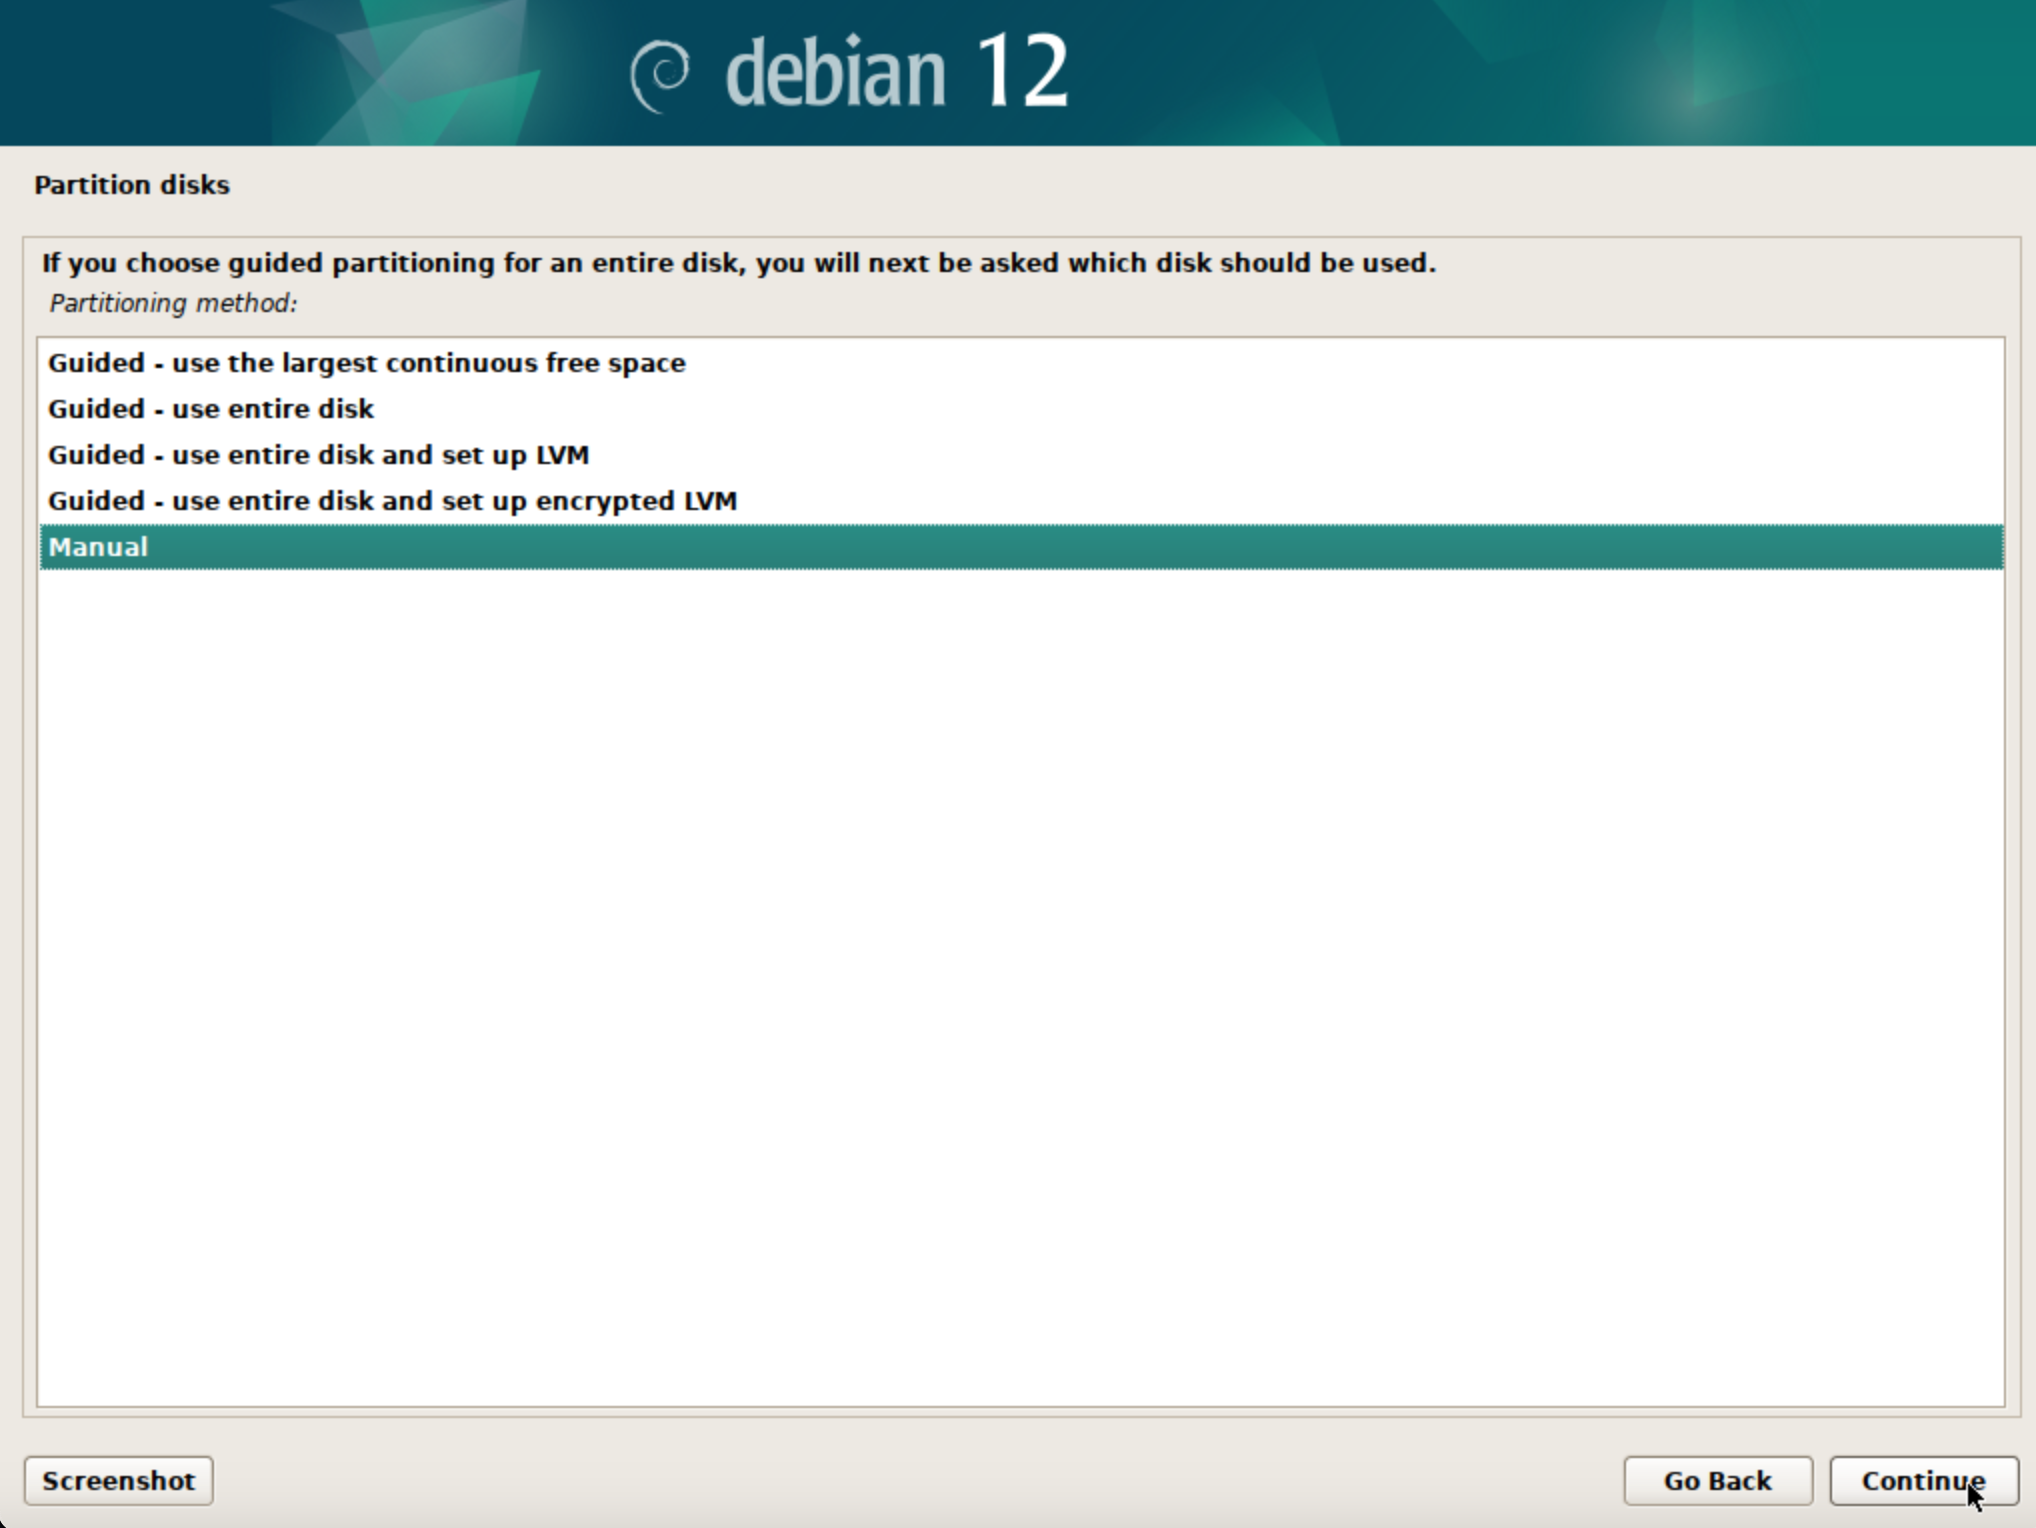 debian 12
Partition disks
If you choose guided partitioning for an entire disk, you will next be asked which disk should be used.
Partitioning method:
Guided - use the largest continuous free space
Guided - use entire disk
Guided - use entire disk and set up LVM
Guided - use entire disk and set up encrypted LVM
Manual
Screenshot
Go Back
Continue